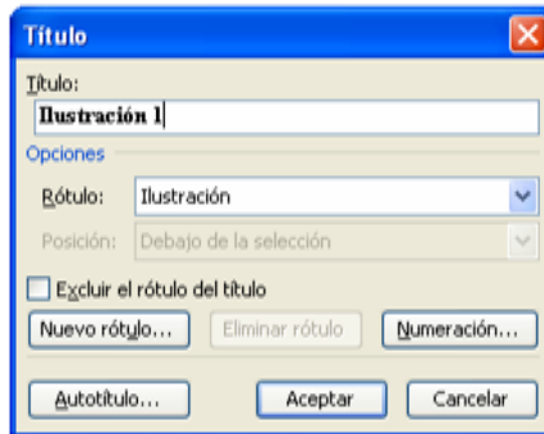 Título
Título:
Ilustración 1
Opciones
Rótulo: Ilustración
Posición: Debajo de la selección
Excluir el rótulo del título
Nuevo rótulo... Eliminar rótulo Numeración...
Autotítulo... Aceptar Cancelar